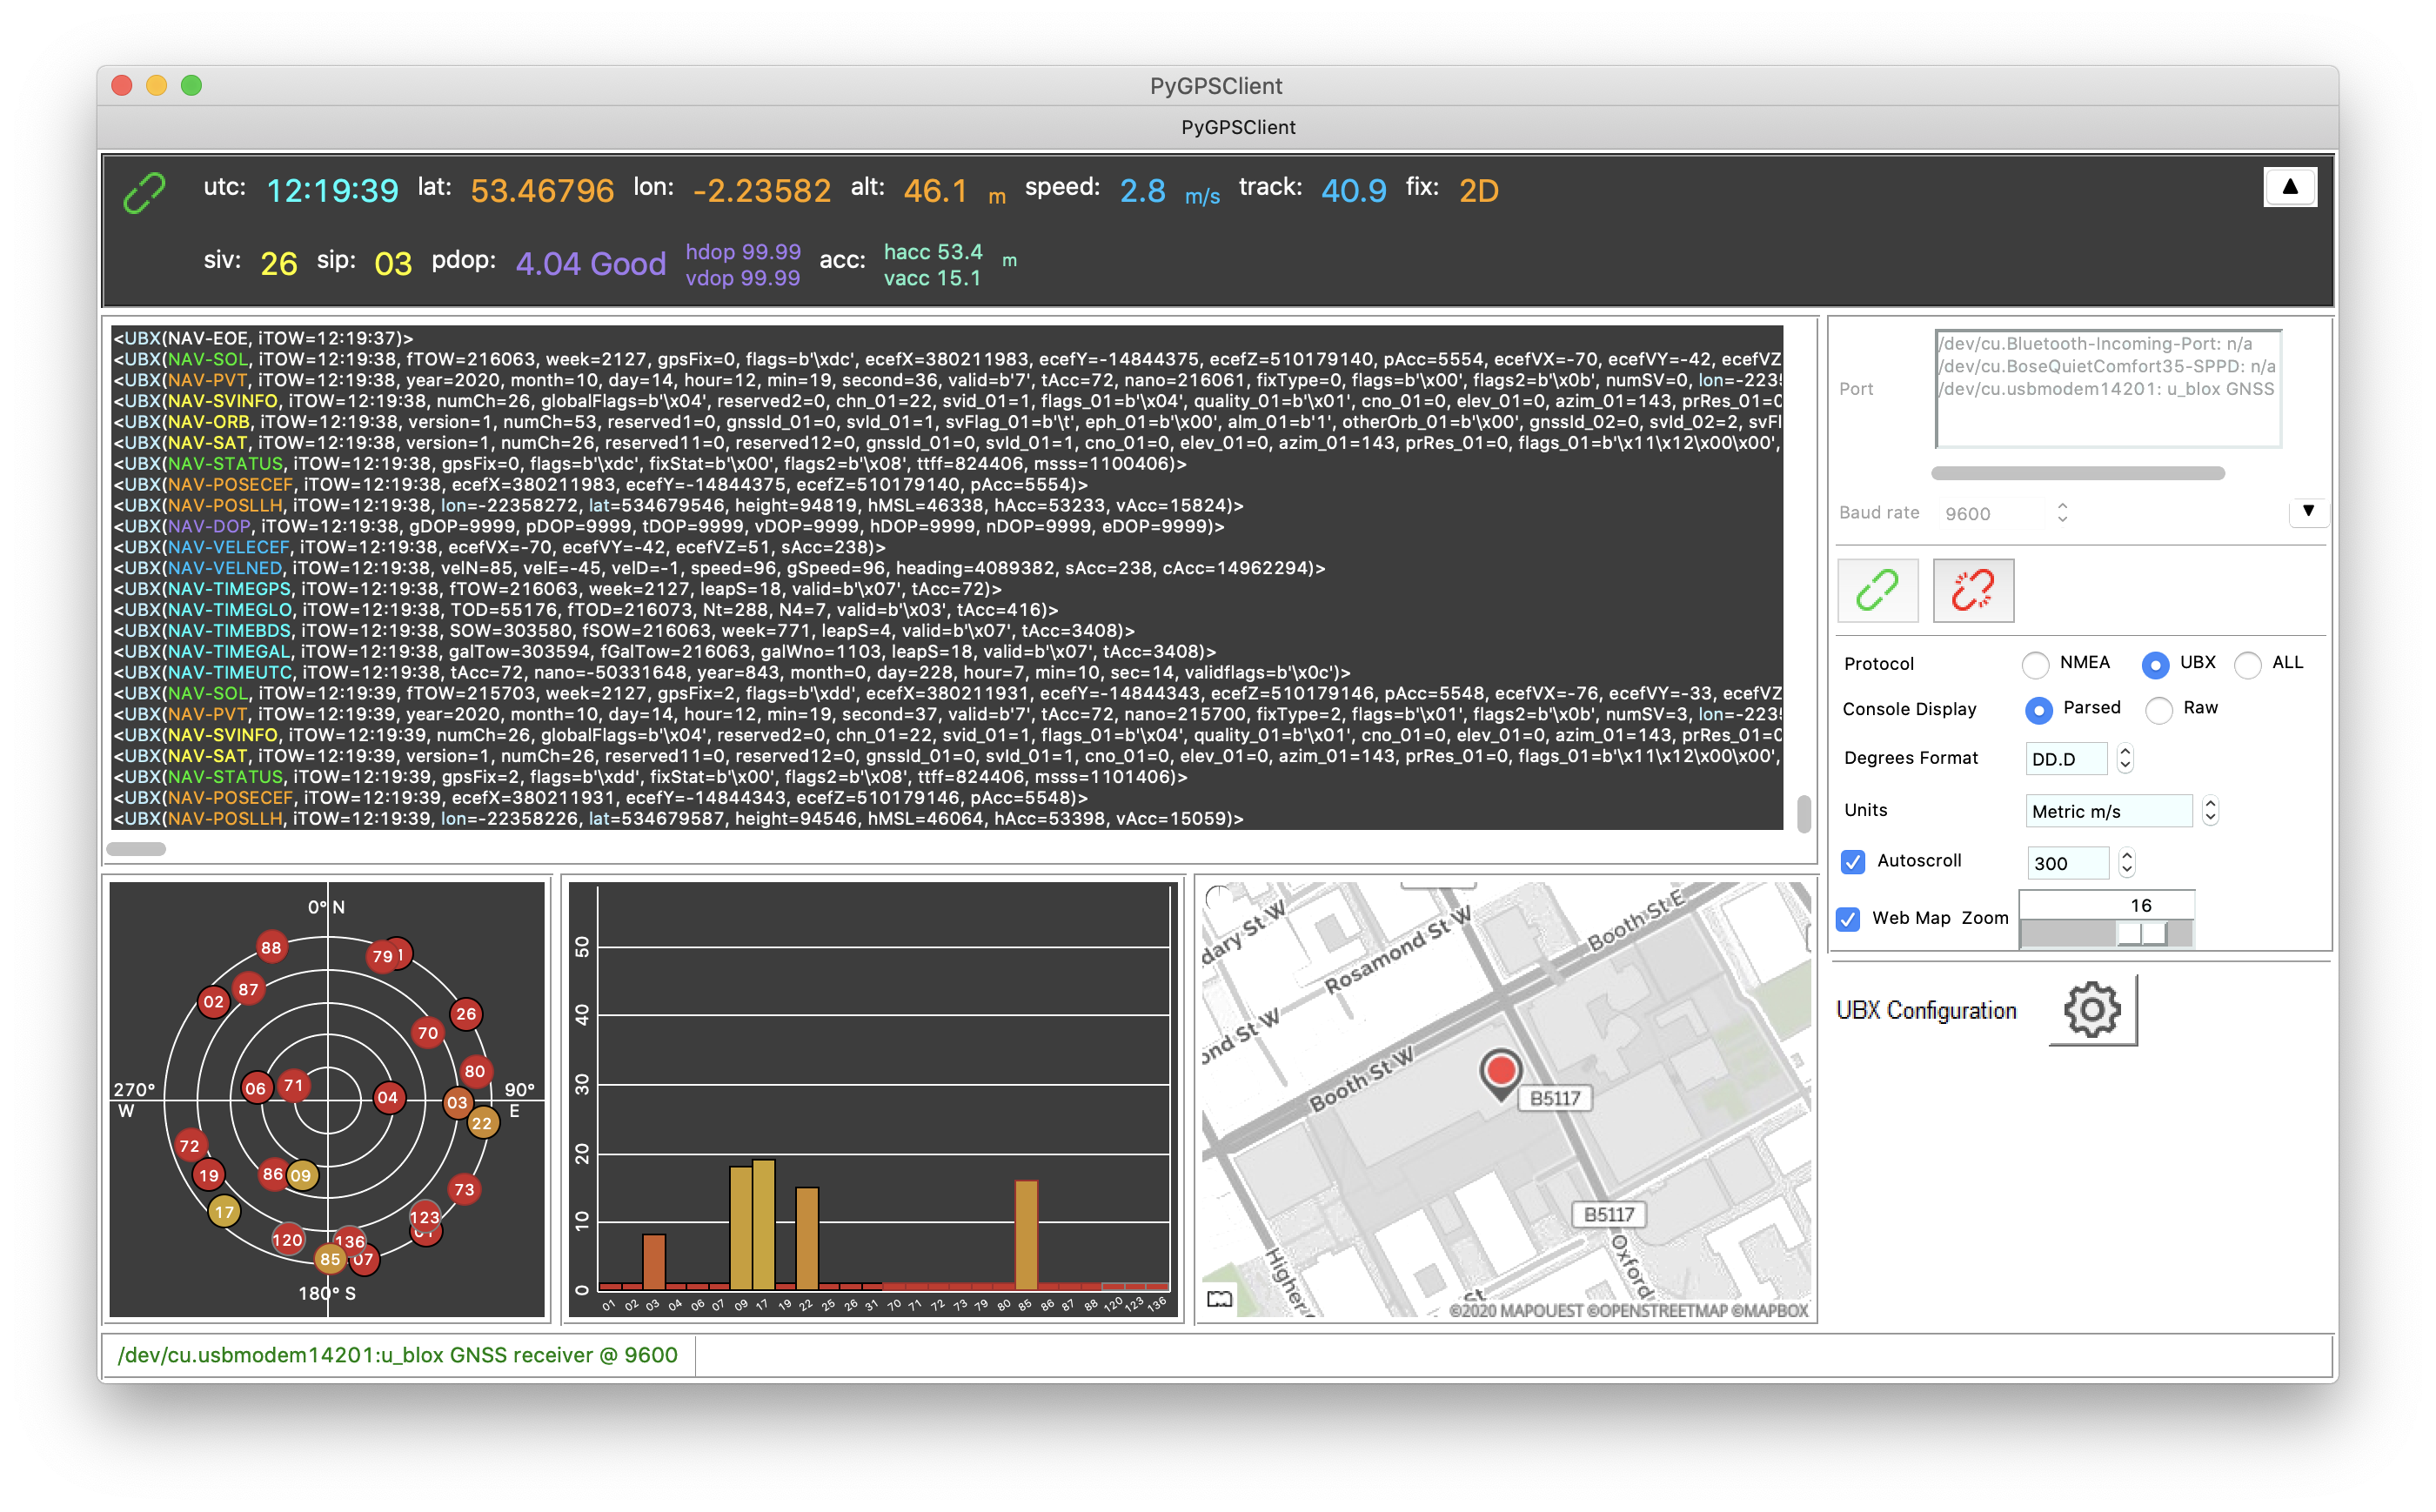 PyGPSClient
PyGPSClient
utc: 12:19:39 lat: 53.46796 lon: -2.23582 alt: 46.1 m speed: 2.8 m/s track: 40.9 fix: 2D
▲
siv: 26 sip: 03 pdop: 4.04 Good hdop 99.99 acc: hacc 53.4 m
vdop 99.99 vacc 15.1
<UBX(NAV-EOE, iTOW=12:19:37)>
<UBX(NAV-SOL, iTOW=12:19:38, fTOW=216063, week=2127, gpsFix=0, flags=b'\xdc', ecefX=380211983, ecefY=-14844375, ecefZ=510179140, pAcc=5554, ecefVX=-70, ecefVY=-42, ecefVZ
<UBX(NAV-PVT, iTOW=12:19:38, year=2020, month=10, day=14, hour=12, min=19, second=36, valid=b'7', tAcc=72, nano=216061, fixType=0, flags=b'\x00', flags2=b'\x0b', numSV=0, lon=-2235
<UBX(NAV-SVINFO, iTOW=12:19:38, numCh=26, globalFlags=b'\x04', reserved2=0, chn_01=22, svid_01=1, flags_01=b'\x04', quality_01=b'\x01', cno_01=0, elev_01=0, azim_01=143, prRes_01=0
<UBX(NAV-ORB, iTOW=12:19:38, version=1, numCh=53, reserved1=0, gnssId_01=0, svId_01=1, svFlag_01=b'\t', eph_01=b'\x00', alm_01=b'1', otherOrb_01=b'\x00', gnssId_02=0, svId_02=2, svFl
<UBX(NAV-SAT, iTOW=12:19:38, version=1, numCh=26, reserved11=0, reserved12=0, gnssId_01=0, svId_01=1, cno_01=0, elev_01=0, azim_01=143, prRes_01=0, flags_01=b'\x11\x12\x00\x00',
<UBX(NAV-STATUS, iTOW=12:19:38, gpsFix=0, flags=b'\xdc', fixStat=b'\x00', flags2=b'\x08', ttff=824406, msss=1100406)>
<UBX(NAV-POSECEF, iTOW=12:19:38, ecefX=380211983, ecefY=-14844375, ecefZ=510179140, pAcc=5554)>
<UBX(NAV-POSLLH, iTOW=12:19:38, lon=-22358272, lat=534679546, height=94819, hMSL=46338, hAcc=53233, vAcc=15824)>
<UBX(NAV-DOP, iTOW=12:19:38, gDOP=9999, pDOP=9999, tDOP=9999, vDOP=9999, hDOP=9999, nDOP=9999, eDOP=9999)>
<UBX(NAV-VELECEF, iTOW=12:19:38, ecefVX=-70, ecefVY=-42, ecefVZ=51, sAcc=238)>
<UBX(NAV-VELNED, iTOW=12:19:38, velN=85, velE=-45, velD=-1, speed=96, gSpeed=96, heading=4089382, sAcc=238, cAcc=14962294)>
<UBX(NAV-TIMEGPS, iTOW=12:19:38, fTOW=216063, week=2127, leapS=18, valid=b'\x07', tAcc=72)>
<UBX(NAV-TIMEGLO, iTOW=12:19:38, TOD=55176, fTOD=216073, Nt=288, N4=7, valid=b'\x03', tAcc=416)>
<UBX(NAV-TIMEBDS, iTOW=12:19:38, SOW=303580, fSOW=216063, week=771, leapS=4, valid=b'\x07', tAcc=3408)>
<UBX(NAV-TIMEGAL, iTOW=12:19:38, galTow=303594, fGalTow=216063, galWno=1103, leapS=18, valid=b'\x07', tAcc=3408)>
<UBX(NAV-TIMEUTC, iTOW=12:19:38, tAcc=72, nano=-50331648, year=843, month=0, day=228, hour=7, min=10, sec=14, validflags=b'\x0c')>
<UBX(NAV-SOL, iTOW=12:19:39, fTOW=215703, week=2127, gpsFix=2, flags=b'\xdd', ecefX=380211931, ecefY=-14844343, ecefZ=510179146, pAcc=5548, ecefVX=-76, ecefVY=-33, ecefVZ
<UBX(NAV-PVT, iTOW=12:19:39, year=2020, month=10, day=14, hour=12, min=19, second=37, valid=b'7', tAcc=72, nano=215700, fixType=2, flags=b'\x01', flags2=b'\x0b', numSV=3, lon=-223
<UBX(NAV-SVINFO, iTOW=12:19:39, numCh=26, globalFlags=b'\x04', reserved2=0, chn_01=22, svid_01=1, flags_01=b'\x04', quality_01=b'\x01', cno_01=0, elev_01=0, azim_01=143, prRes_01=0
<UBX(NAV-SAT, iTOW=12:19:39, version=1, numCh=26, reserved11=0, reserved12=0, gnssId_01=0, svId_01=1, cno_01=0, elev_01=0, azim_01=143, prRes_01=0, flags_01=b'\x11\x12\x00\x00',
<UBX(NAV-STATUS, iTOW=12:19:39, gpsFix=2, flags=b'\xdd', fixStat=b'\x00', flags2=b'\x08', ttff=824406, msss=1101406)>
<UBX(NAV-POSECEF, iTOW=12:19:39, ecefX=380211931, ecefY=-14844343, ecefZ=510179146, pAcc=5548)>
<UBX(NAV-POSLLH, iTOW=12:19:39, lon=-22358226, lat=534679587, height=94546, hMSL=46064, hAcc=53398, vAcc=15059)>
Port
/dev/cu.Bluetooth-Incoming-Port: n/a
/dev/cu.BoseQuietComfort35-SPPD: n/a
/dev/cu.usbmodem14201: u_blox GNSS
Baud rate 9600 ▼
Protocol NMEA UBX ALL
Console Display Parsed Raw
Degrees Format DD.D
Units Metric m/s
Autoscroll 300
Web Map Zoom 16
UBX Configuration
0° N
88 79
02 87
26
70
80
06 71 04 03
270° W
90° E
22
72
19 86 09
73
17
123
120 136
85 07
180° S
50
40
30
20
10
0
01 02 03 04 06 07 09 17 19 22 25 26 31 70 71 72 73 79 80 85 86 87 88 120 123 136
dary St W
Rosamond St W
Booth St E
ond St W
Booth St W
B5117
B5117
Higher
Oxford
St
©2020 MAPQUEST ©OPENSTREETMAP ©MAPBOX
/dev/cu.usbmodem14201:u_blox GNSS receiver @ 9600